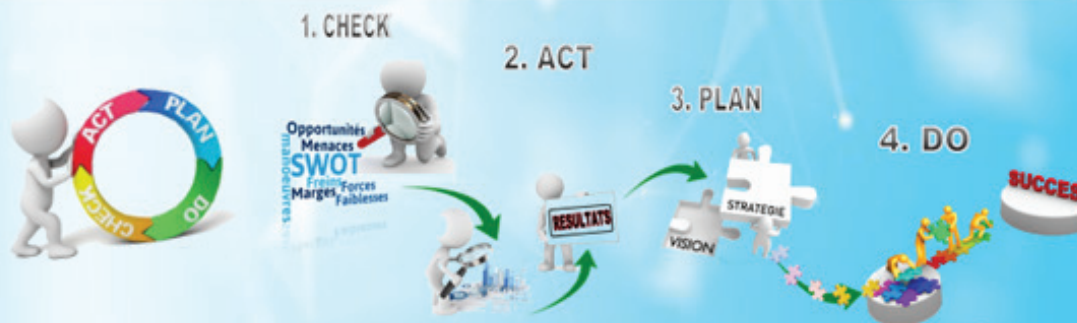 ACT
PLAN
DO
CHECK
1. CHECK
Opportunités
Menaces
manoeuvres
SWOT
Freins
Marges Forces
Faiblesses
2. ACT
RESULTATS
3. PLAN
STRATEGIE
VISION
4. DO
SUCCES